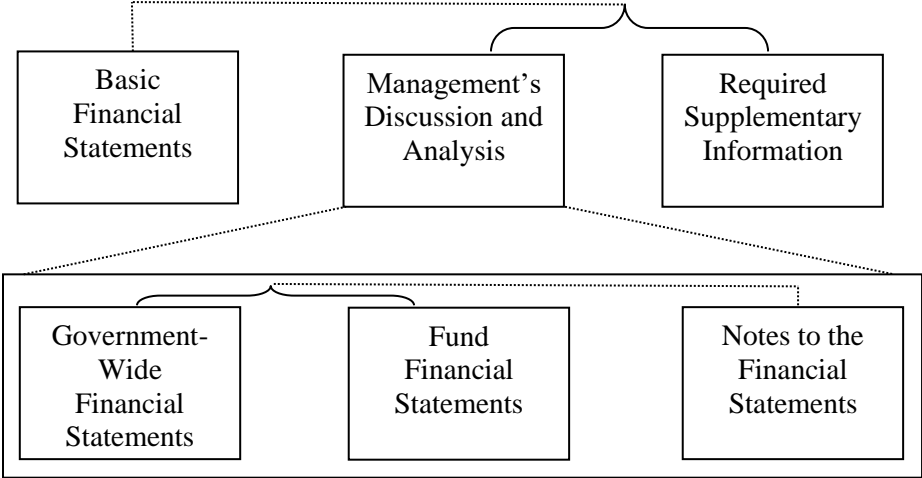 Basic
Financial
Statements
Management’s
Discussion and
Analysis
Required
Supplementary
Information
Government-
Wide
Financial
Statements
Fund
Financial
Statements
Notes to the
Financial
Statements